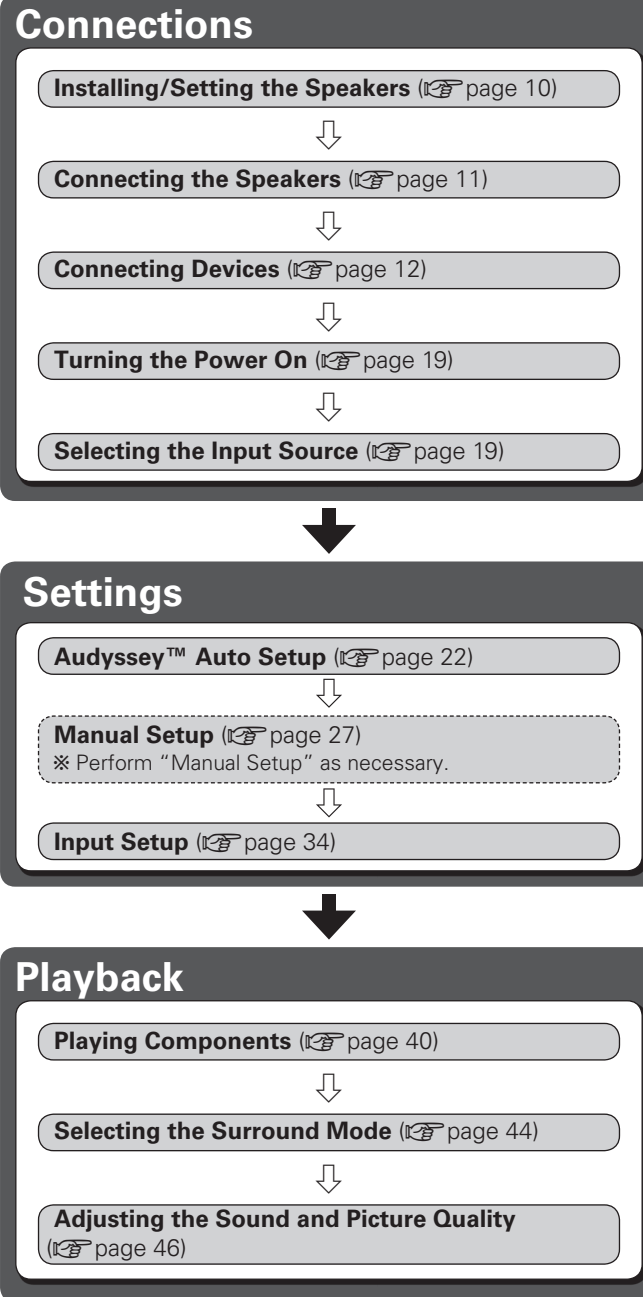 Connections
Installing/Setting the Speakers (☞page 10)
Connecting the Speakers (☞page 11)
Connecting Devices (☞page 12)
Turning the Power On (☞page 19)
Selecting the Input Source (☞page 19)
Settings
Audyssey™ Auto Setup (☞page 22)
Manual Setup (☞page 27)
※ Perform “Manual Setup” as necessary.
Input Setup (☞page 34)
Playback
Playing Components (☞page 40)
Selecting the Surround Mode (☞page 44)
Adjusting the Sound and Picture Quality
(☞page 46)